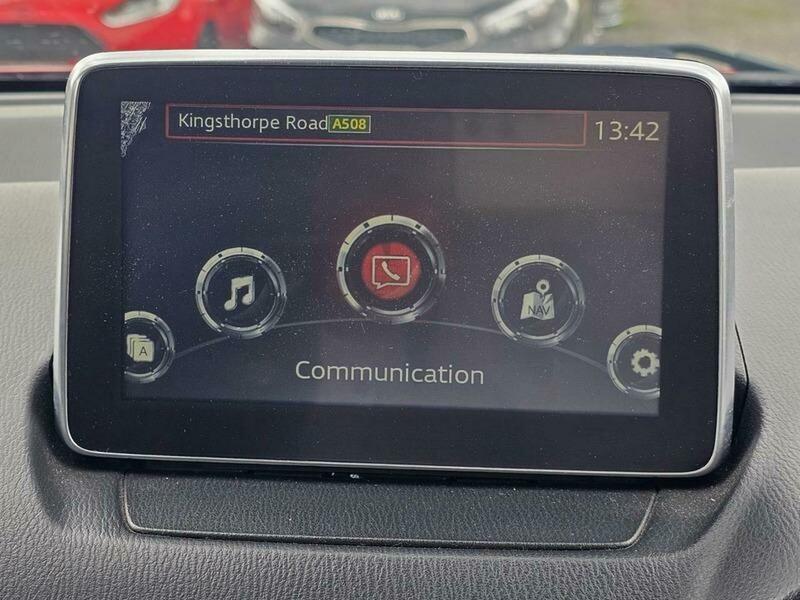 Kingsthorpe Road A508
13:42
A
NAV
Communication